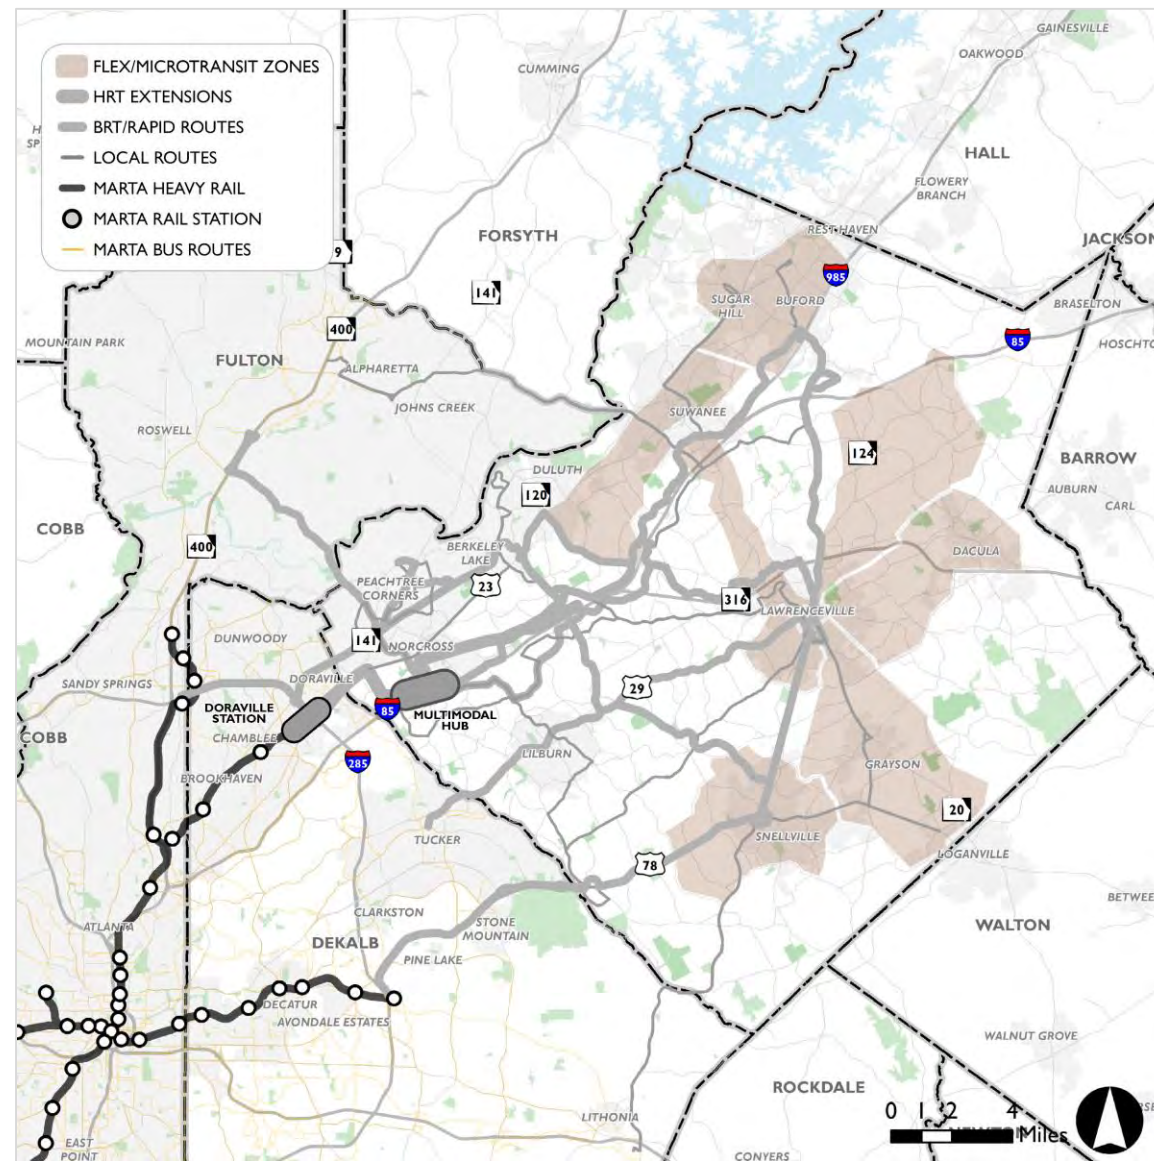 FLEX/MICROTRANSIT ZONES
HRT EXTENSIONS
BRT/RAPID ROUTES
LOCAL ROUTES
MARTA HEAVY RAIL
MARTA RAIL STATION
MARTA BUS ROUTES
GAINESVILLE
OAKWOOD
CUMMING
HALL
FLOWERY
BRANCH
REST HAVEN
FORSYTH
JACKSON
9
985
141
SUGAR
HILL
BUFORD
BRASELTON
400
85
MOUNTAIN PARK
HOSCHTO
FULTON
ALPHARETTA
JOHNS CREEK
SUWANEE
ROSWELL
124
BARROW
DULUTH
120
AUBURN
CARL
COBB
400
BERKELEY
LAKE
DACULA
PEACHTREE
CORNERS
23
316
LAWRENCEVILLE
DUNWOODY
141
NORCROSS
SANDY SPRINGS
DORAVILLE
29
DORAVILLE
STATION
85
MULTIMODAL
HUB
COBB
CHAMBLEE
LILBURN
285
GRAYSON
BROOKHAVEN
20
TUCKER
SNELLVILLE
LOGANVILLE
78
BETWEE
CLARKSTON
ATLANTA
STONE
MOUNTAIN
WALTON
DEKALB
PINE LAKE
DECATUR
AVONDALE ESTATES
WALNUT GROVE
ROCKDALE
LITHONIA
0 1 2 4
Miles
EAST
POINT
CONYERS